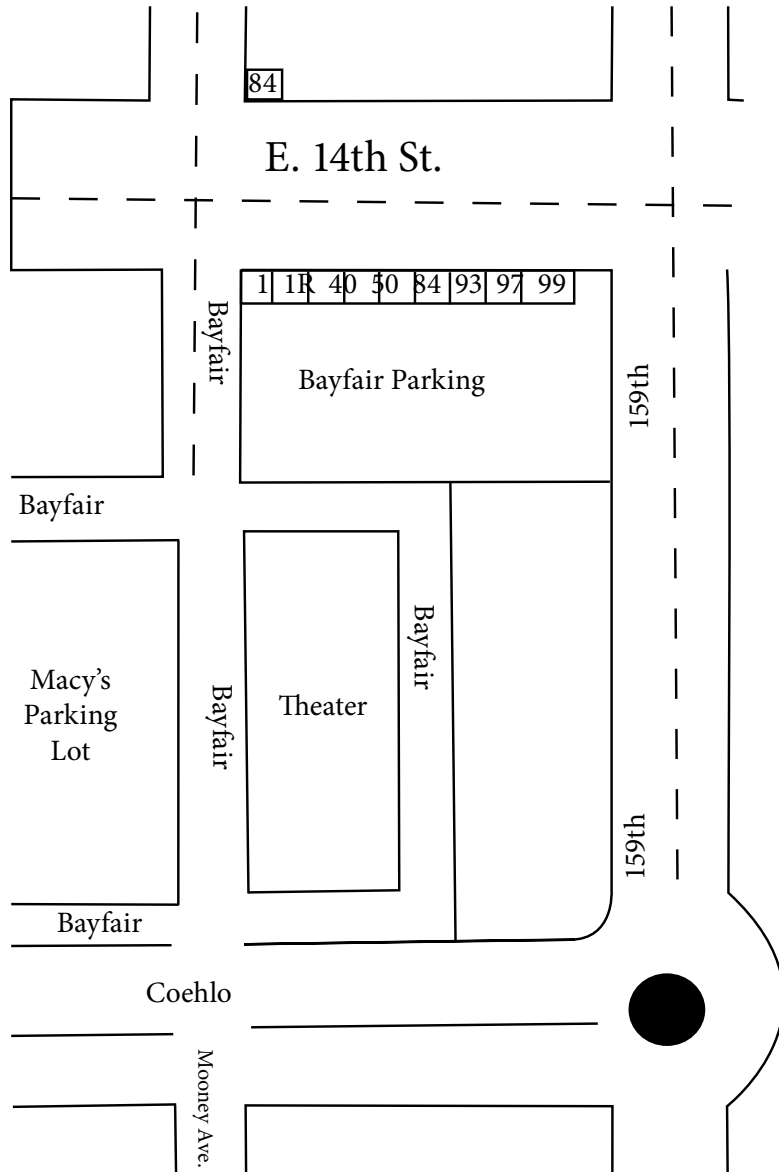 84
E. 14th St.
1 1R 40 50 84 93 97 99
Bayfair
Bayfair Parking
159th
Bayfair
Bayfair
Macy’s
Parking
Lot
Bayfair
Theater
159th
Bayfair
Coehlo
Mooney Ave.